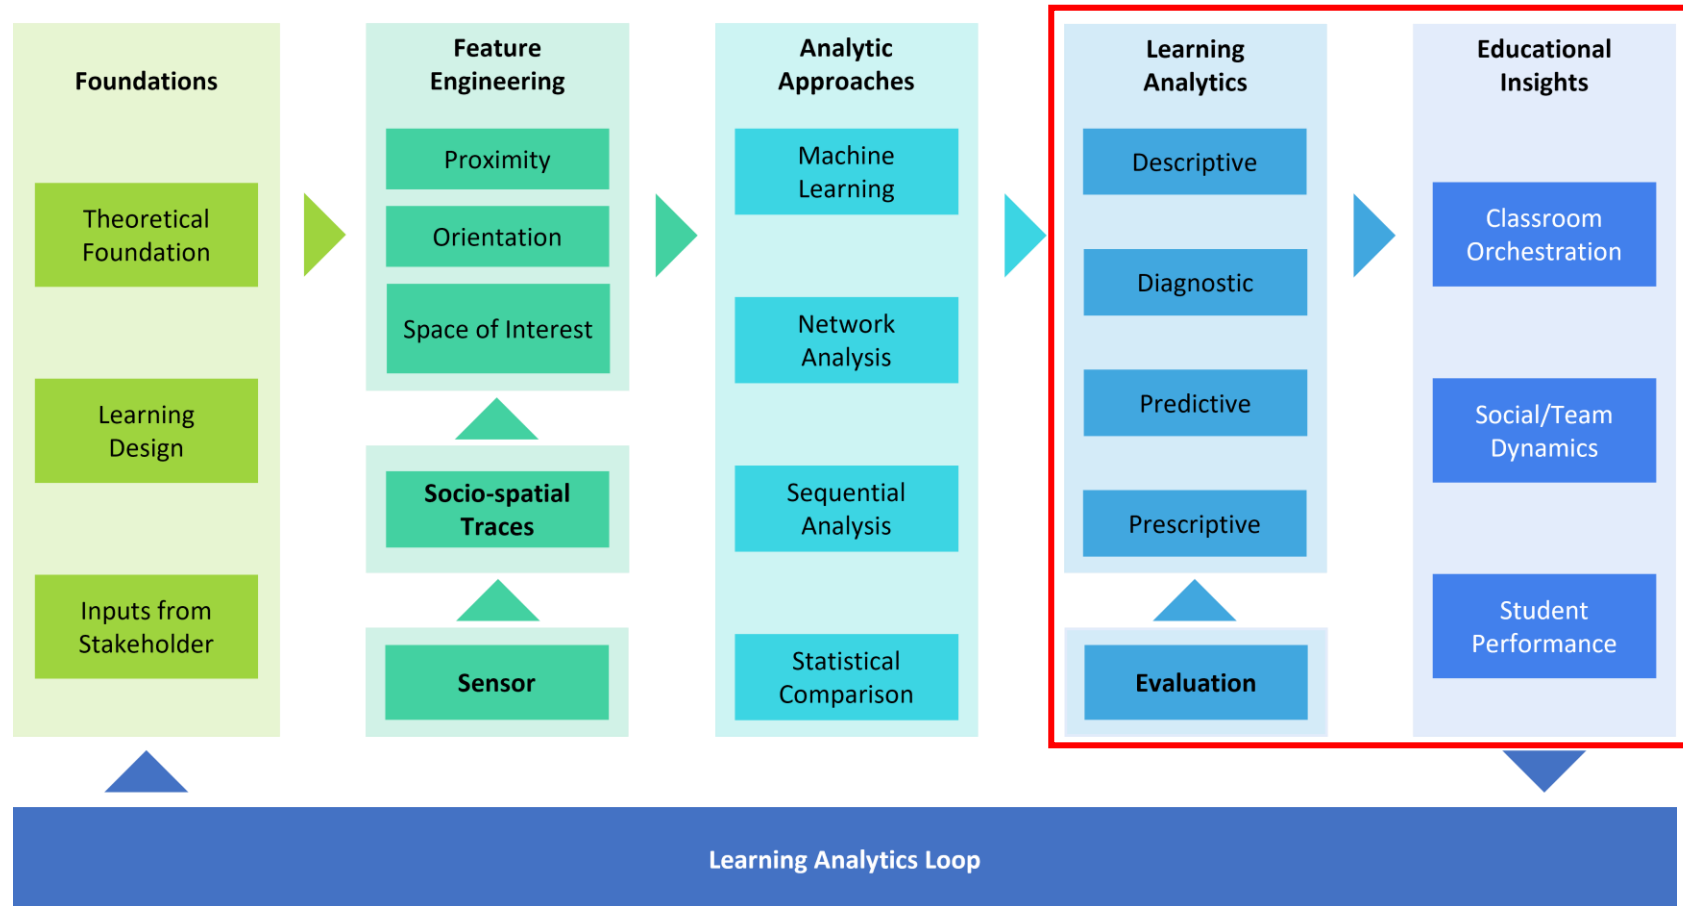 Foundations
Theoretical
Foundation
Learning
Design
Inputs from
Stakeholder
Feature
Engineering
Proximity
Orientation
Space of Interest
Socio-spatial
Traces
Sensor
Analytic
Approaches
Machine
Learning
Network
Analysis
Sequential
Analysis
Statistical
Comparison
Learning
Analytics
Descriptive
Diagnostic
Predictive
Prescriptive
Evaluation
Educational
Insights
Classroom
Orchestration
Social/Team
Dynamics
Student
Performance
Learning Analytics Loop